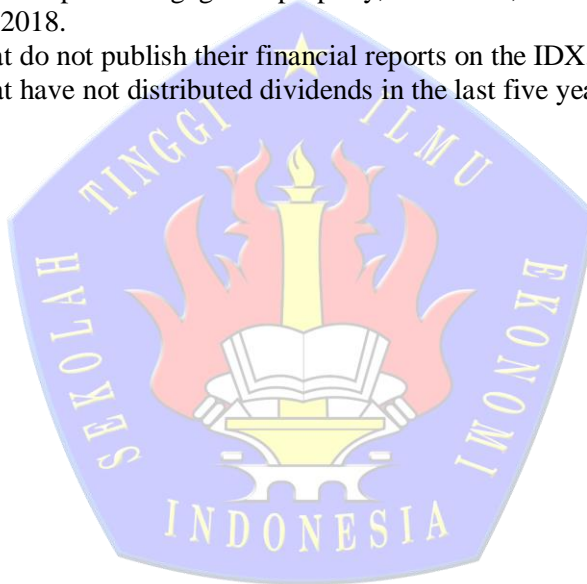 property,
2018.
at do not publish their financial reports on the IDX
at have not distributed dividends in the last five yea
SEKOLAH TINGGI ILMU EKONOMI
INDONESIA